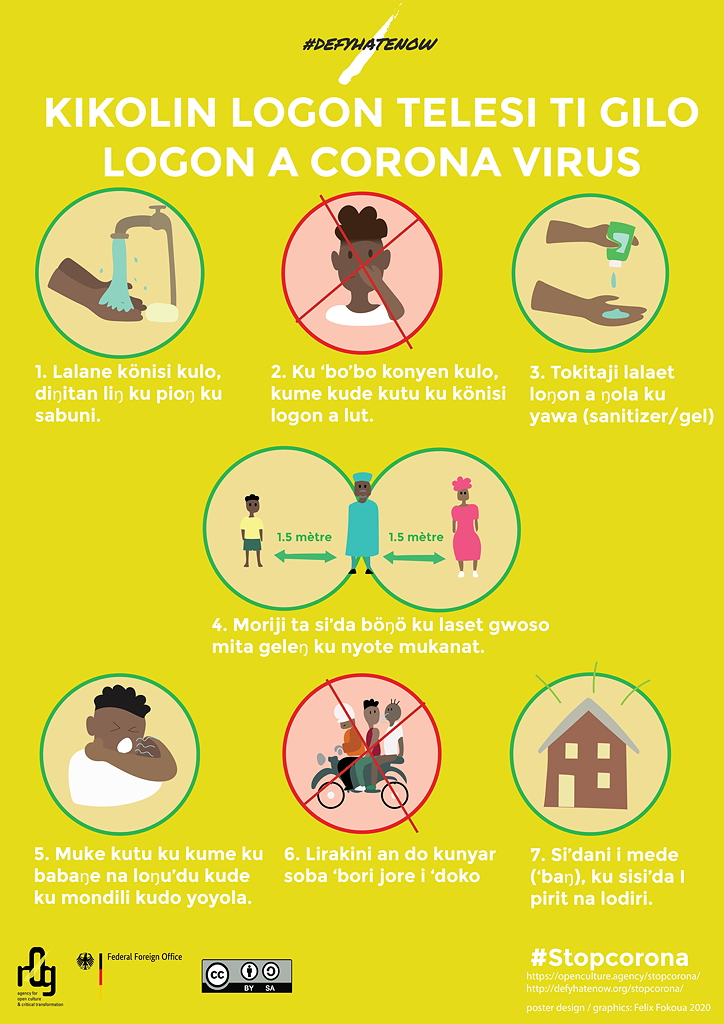 #DEFYHATENOW
KIKOLIN LOGON TELESI TI GILO
LOGON A CORONA VIRUS
1. Lalane könisi kulo,
diŋitan liŋ ku pioŋ ku
sabuni.
2. Ku ‘bo’bo konyen kulo,
kume kude kutu ku könisi
logon a lut.
3. Tokitaji lalaet
loŋon a ŋola ku
yawa (sanitizer/gel)
1.5 mètre
1.5 mètre
4. Moriji ta si’da böŋö ku laset gwoso
mita geleŋ ku nyote mukanat.
5. Muke kutu ku kume ku
babaŋe na loŋu’du kude
ku mondili kudo yoyola.
6. Lirakini an do kunyar
soba ‘bori jore i ‘doko
7. Si’dani i mede
(‘baŋ), ku sisi’da I
pirit na lodiri.
r0g
agency for
open culture
& critical transformation
Federal Foreign Office
cc
BY SA
#Stopcorona
https://openculture.agency/stopcorona/
http://defyhatenow.org/stopcorona/
poster design / graphics: Felix Fokoua 2020